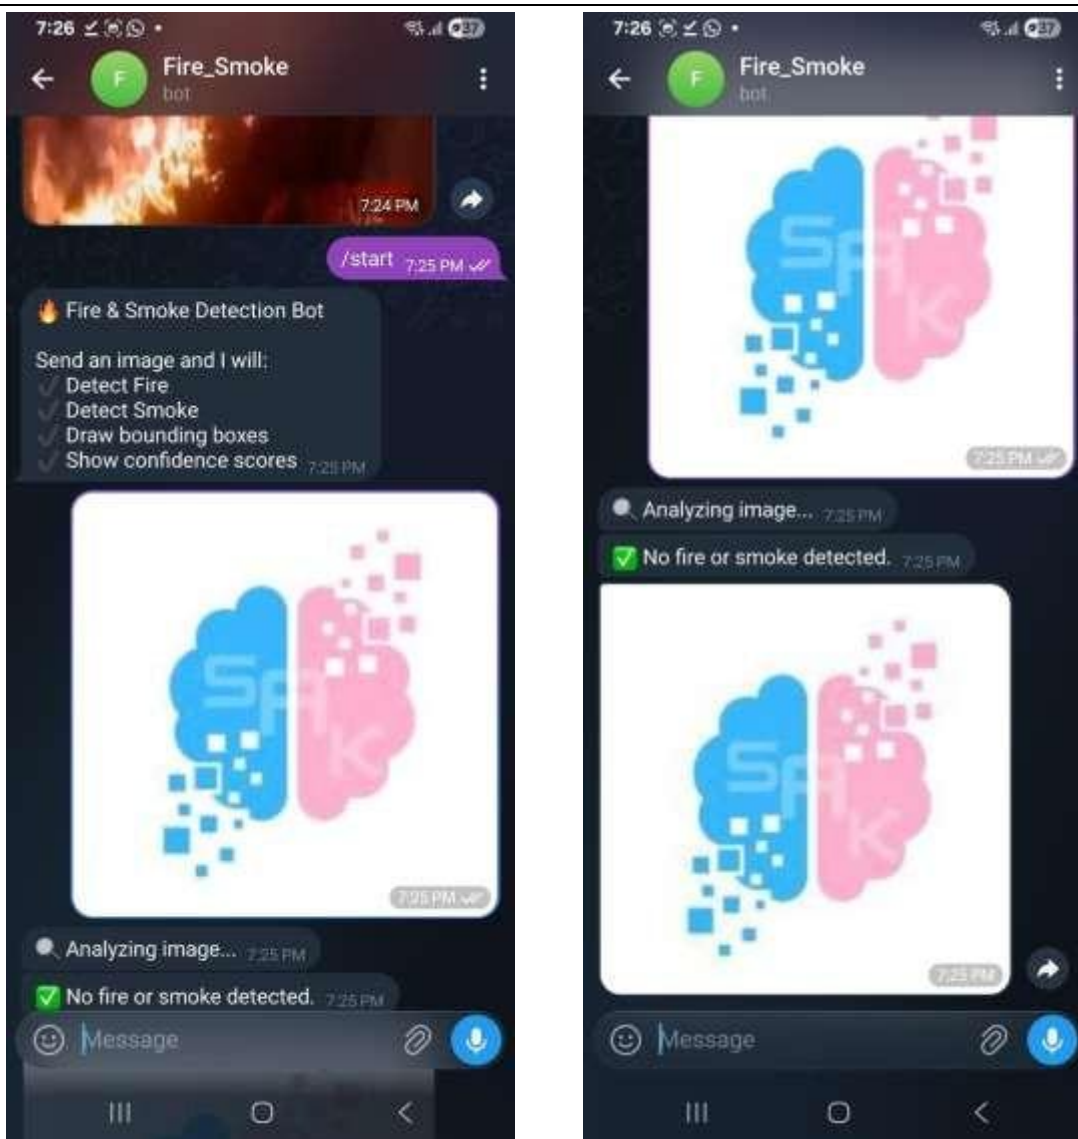 7:26
Fire_Smoke
bot
7:24 PM
/start 7:25 PM
Fire & Smoke Detection Bot
Send an image and I will:
Detect Fire
Detect Smoke
Draw bounding boxes
Show confidence scores 7:25 PM
SAK
7:25 PM
Analyzing image... 7:25 PM
No fire or smoke detected. 7:25 PM
Message
7:26
Fire_Smoke
bot
SAK
7:25 PM
Analyzing image... 7:25 PM
No fire or smoke detected. 7:25 PM
SAK
7:25 PM
Message